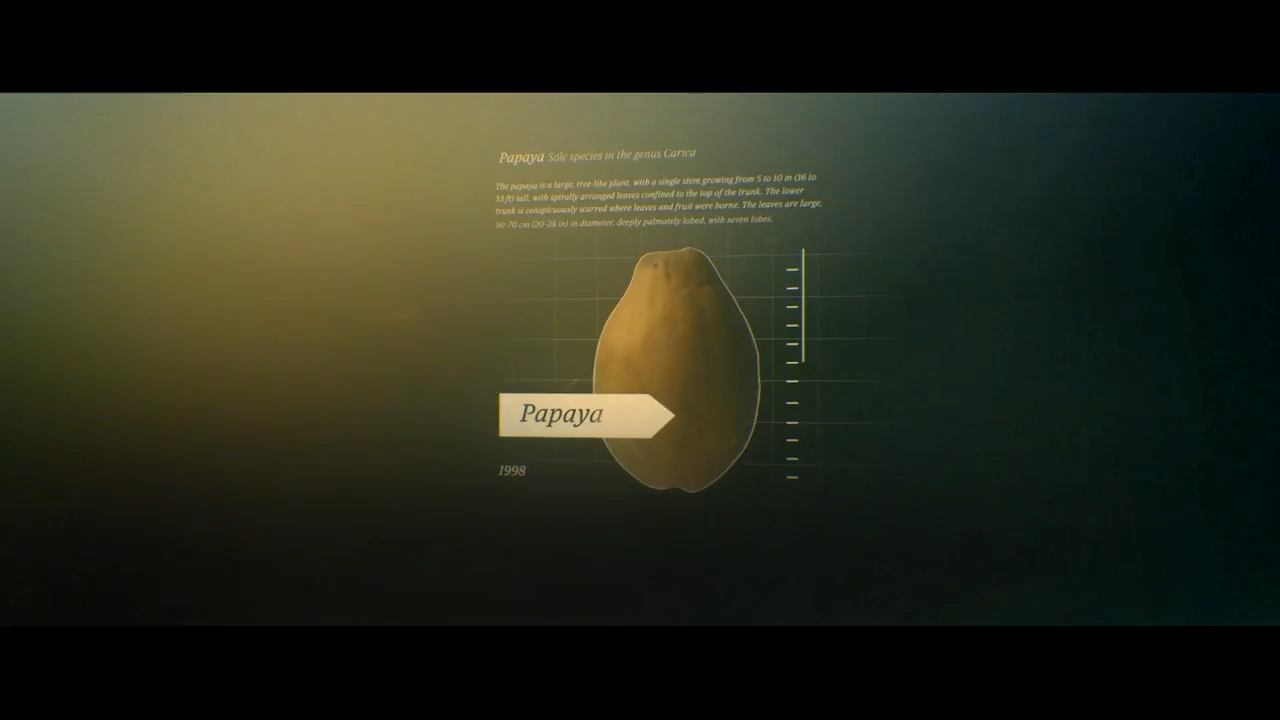 Papaya Sole species in the genus Carica
The papaya is a large, tree-like plant, with a single stem growing from 5 to 10 m (16 to
33 ft) tall, with spirally arranged leaves confined to the top of the trunk. The lower
trunk is conspicuously scarred where leaves and fruit were borne. The leaves are large,
50-70 cm (20-28 in) in diameter, deeply palmately lobed, with seven lobes.
Papaya
1998